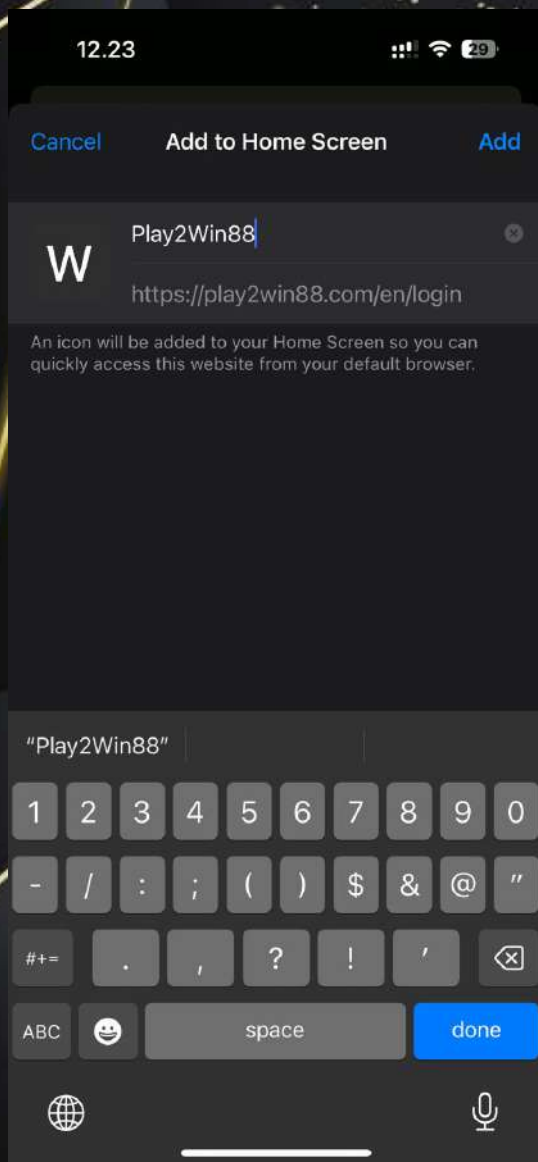 12.23
29
Cancel Add to Home Screen Add
Play2Win88
W
https://play2win88.com/en/login
An icon will be added to your Home Screen so you can
quickly access this website from your default browser.
“Play2Win88”
1 2 3 4 5 6 7 8 9 0
- / : ; ( ) $ & @ "
#+= . , ? ! '
ABC space done